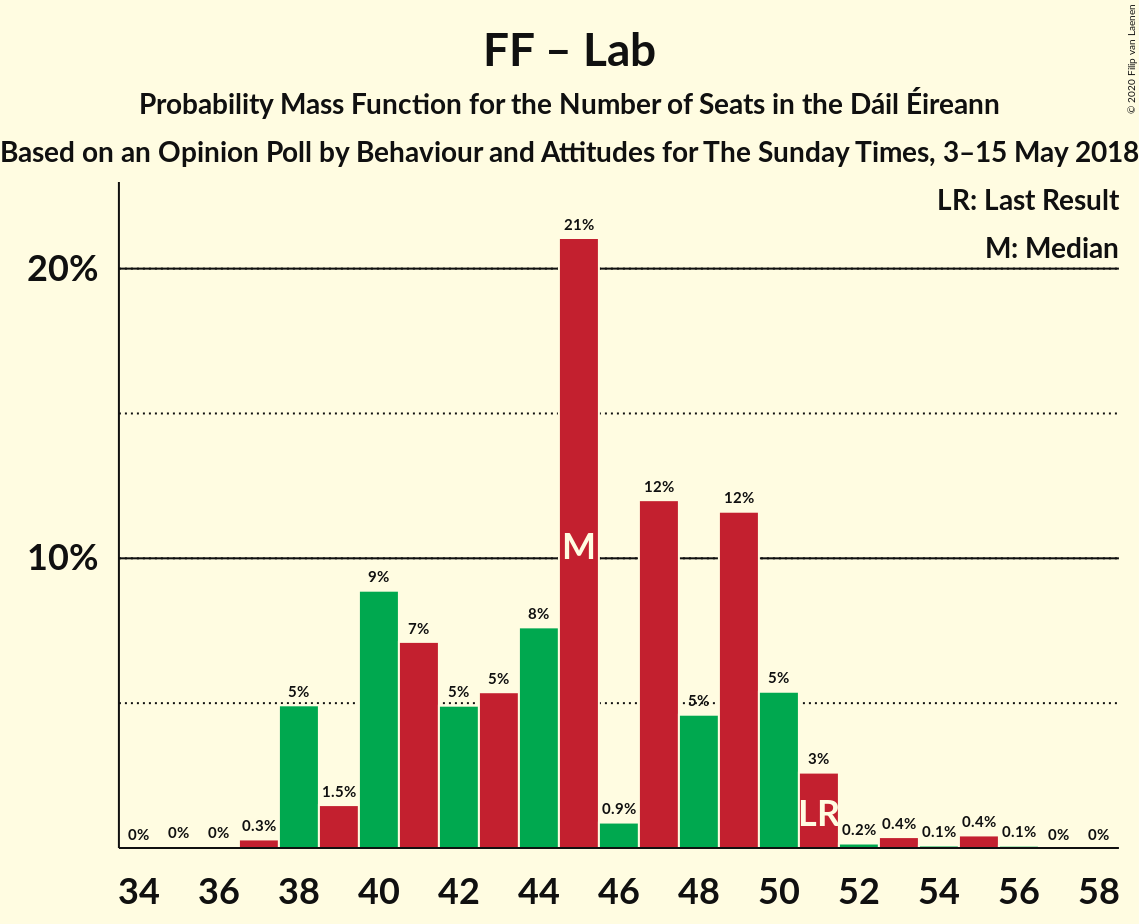 FF – Lab
Probability Mass Function for the Number of Seats in the Dáil Éireann
Based on an Opinion Poll by Behaviour and Attitudes for The Sunday Times, 3–15 May 2018
© 2020 Filip van Laenen
LR: Last Result
M: Median
20%
10%
0% 0% 0% 0.3% 5% 1.5% 9% 7% 5% 5% 8% 21% 0.9% 12% 5% 12% 5% 3% 0.2% 0.4% 0.1% 0.4% 0.1% 0% 0%
M
LR
34 36 38 40 42 44 46 48 50 52 54 56 58